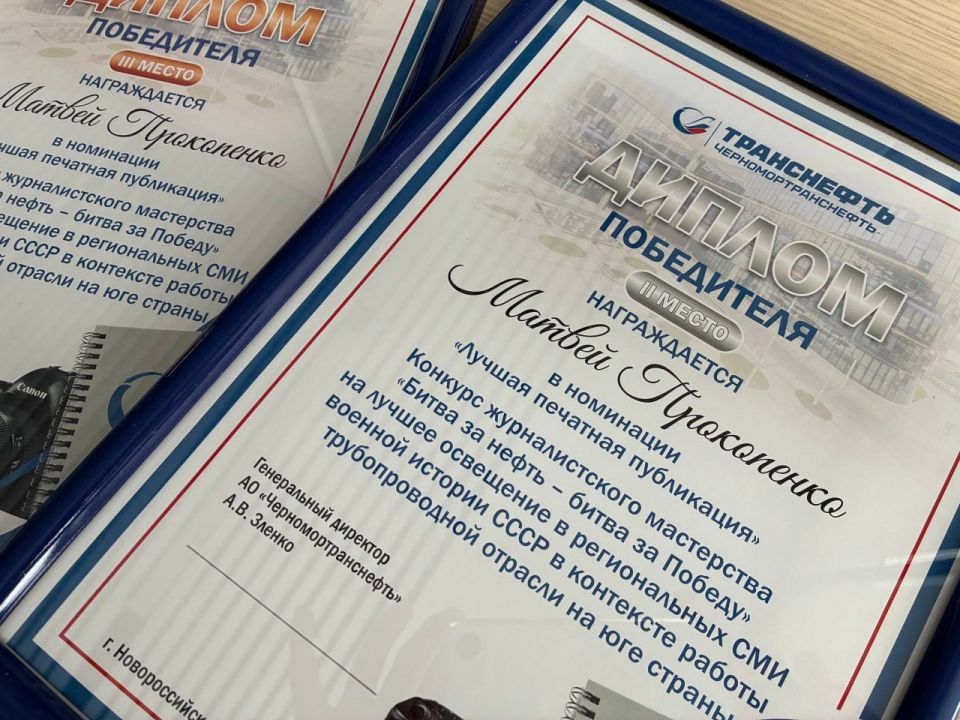 ДИПЛОМ
ПОБЕДИТЕЛЯ
III МЕСТО
НАГРАЖДАЕТСЯ
Матвей Прокопенко
в номинации
печатная публикация»
журналистского мастерства
нефть – битва за Победу»
в региональных СМИ
СССР в контексте работы
отрасли на юге страны
Canon
ТРАНСНЕФТЬ
ЧЕРНОМОРТРАНСНЕФТЬ
ДИПЛОМ
ПОБЕДИТЕЛЯ
II МЕСТО
НАГРАЖДАЕТСЯ
Матвей Прокопенко
в номинации
«Лучшая печатная публикация»
Конкурс журналистского мастерства
«Битва за нефть – битва за Победу»
на лучшее освещение в региональных СМИ
военной истории СССР в контексте работы
трубопроводной отрасли на юге страны
Генеральный директор
АО «Черномортранснефть»
А.В. Зленко
г. Новороссийск